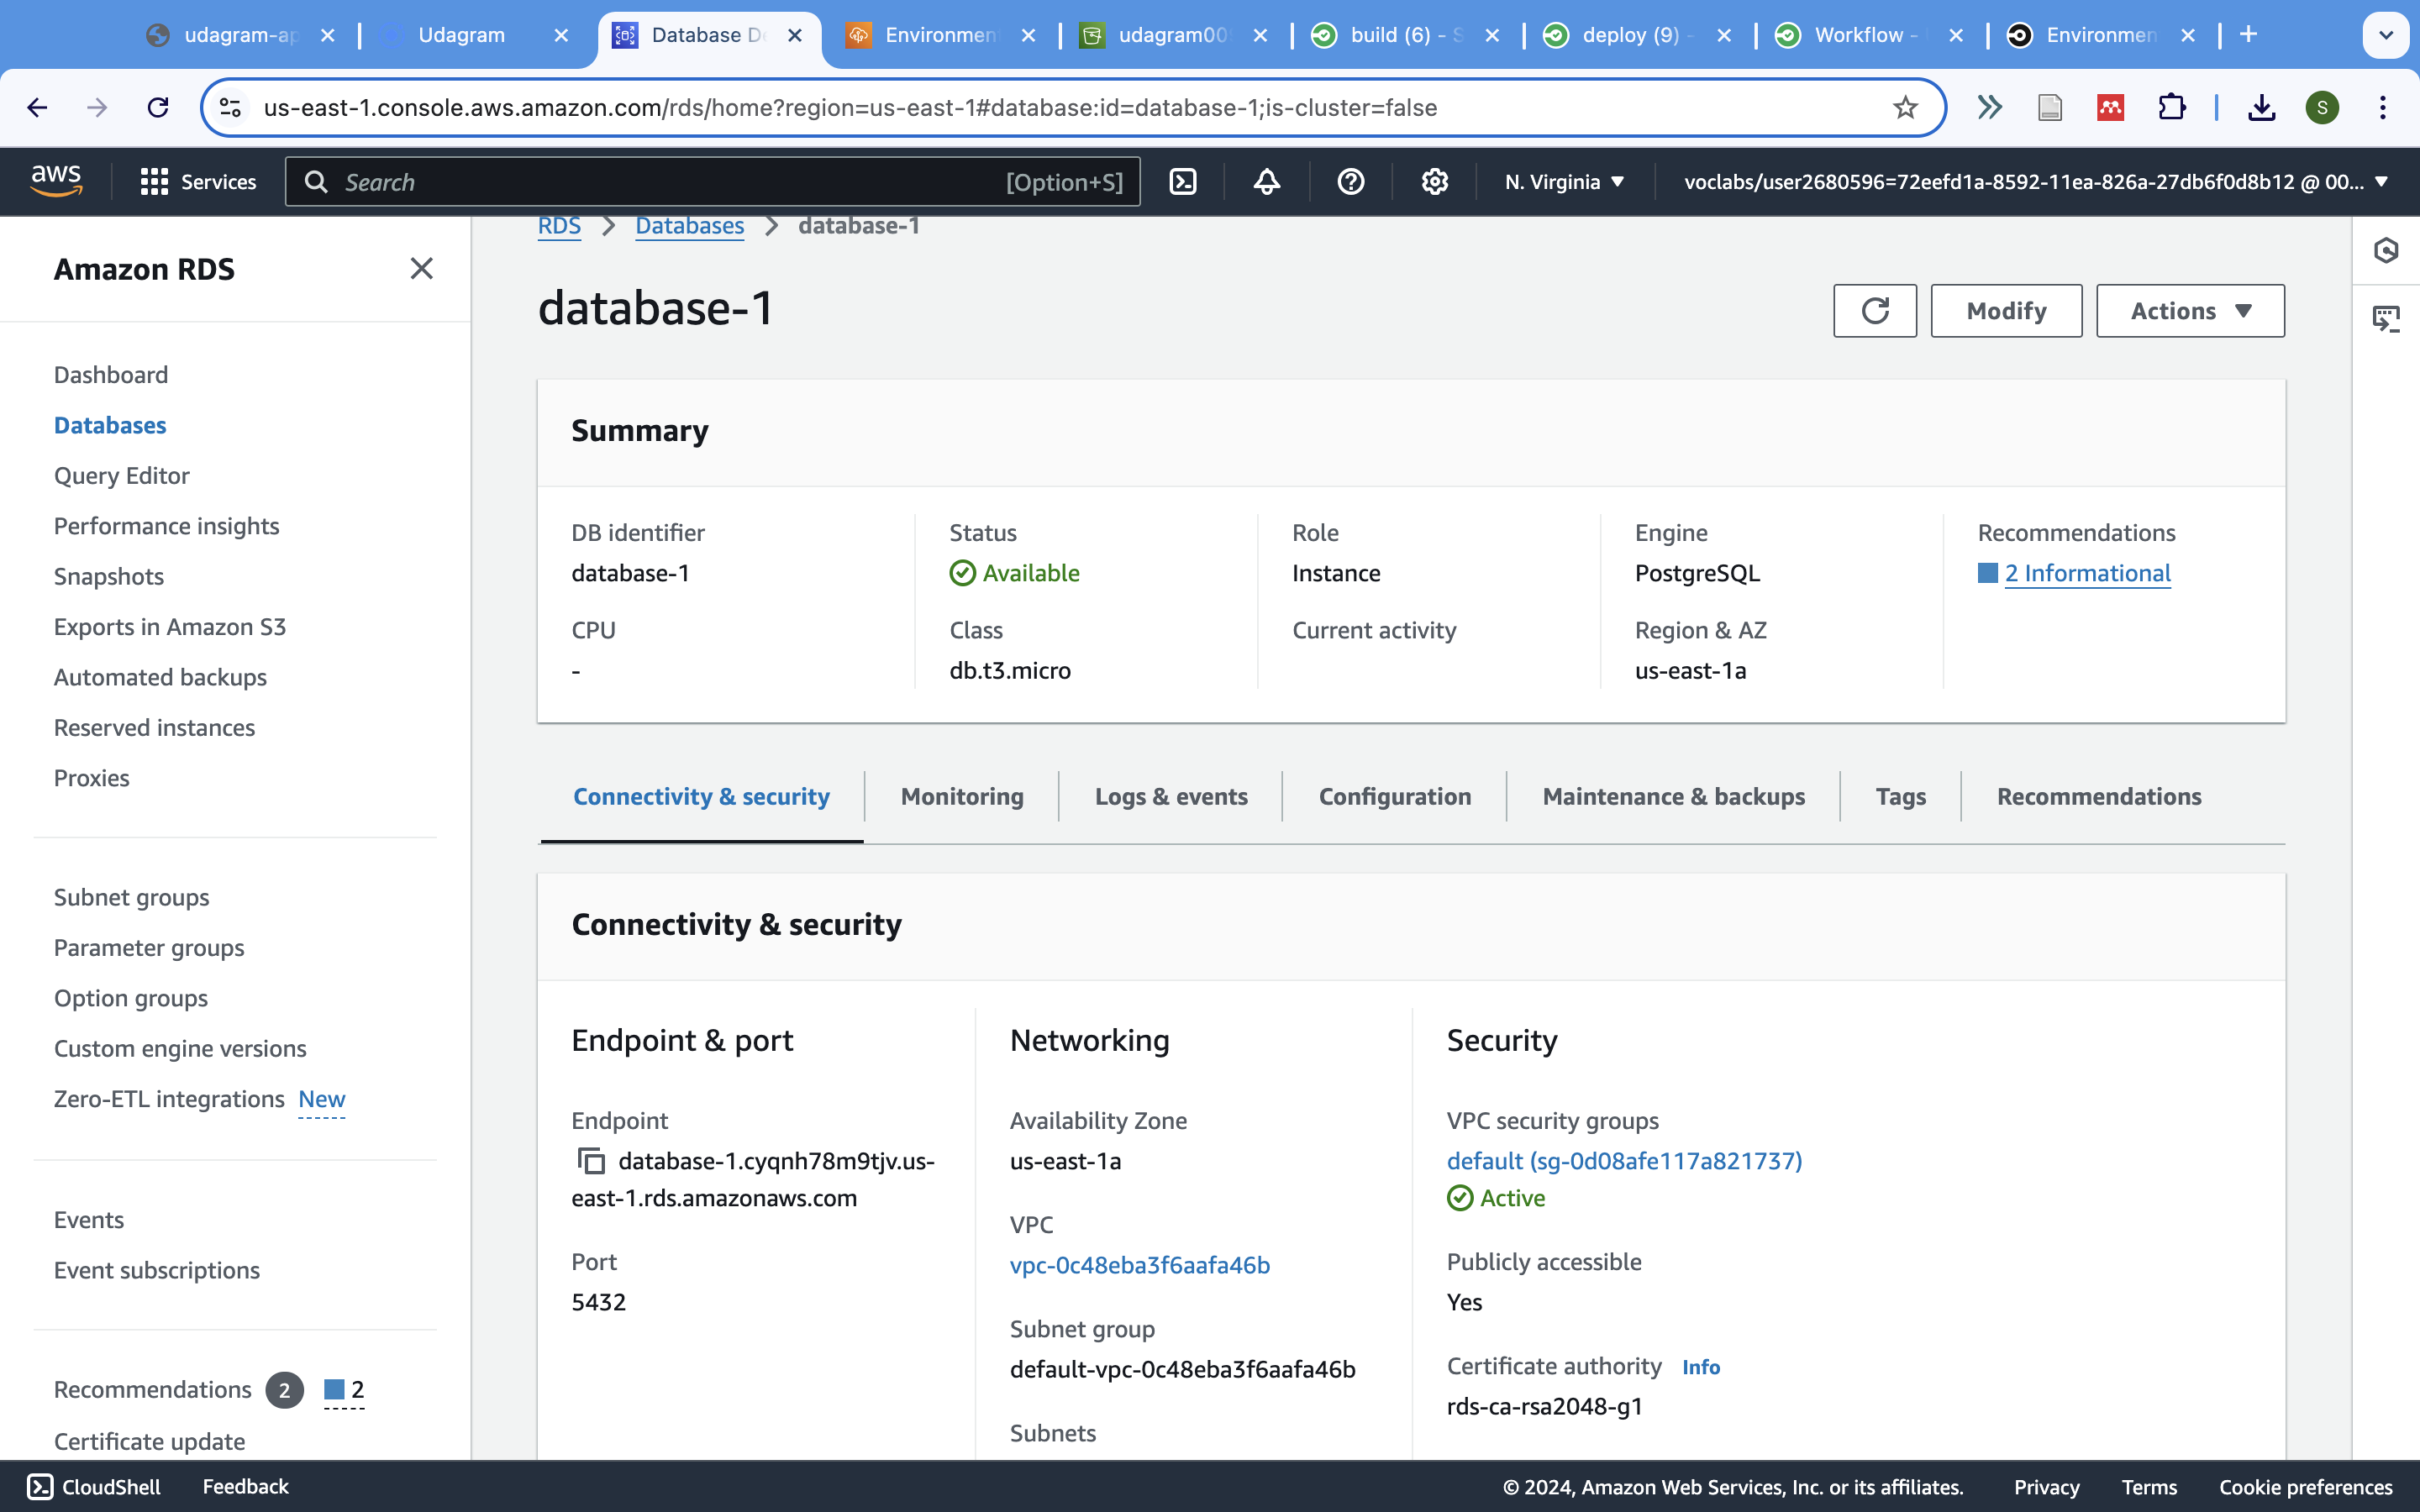 udagram-ap
Udagram
Database De
Environmen
udagram00
build (6) - S
deploy (9) -
Workflow -
Environmen
us-east-1.console.aws.amazon.com/rds/home?region=us-east-1#database:id=database-1;is-cluster=false
S
aws
Services
Search
[Option+S]
N. Virginia
voclabs/user2680596=72eefd1a-8592-11ea-826a-27db6f0d8b12 @ 00...
Amazon RDS
Dashboard
Databases
Query Editor
Performance insights
Snapshots
Exports in Amazon S3
Automated backups
Reserved instances
Proxies
Subnet groups
Parameter groups
Option groups
Custom engine versions
Zero-ETL integrations New
Events
Event subscriptions
Recommendations 2 2
Certificate update
RDS > Databases > database-1
database-1
Modify
Actions
Summary
DB identifier
database-1
CPU
-
Status
Available
Class
db.t3.micro
Role
Instance
Current activity
Engine
PostgreSQL
Region & AZ
us-east-1a
Recommendations
2 Informational
Connectivity & security
Monitoring
Logs & events
Configuration
Maintenance & backups
Tags
Recommendations
Connectivity & security
Endpoint & port
Endpoint
database-1.cyqnh78m9tjv.us-
east-1.rds.amazonaws.com
Port
5432
Networking
Availability Zone
us-east-1a
VPC
vpc-0c48eba3f6aafa46b
Subnet group
default-vpc-0c48eba3f6aafa46b
Subnets
Security
VPC security groups
default (sg-0d08afe117a821737)
Active
Publicly accessible
Yes
Certificate authority Info
rds-ca-rsa2048-g1
CloudShell
Feedback
© 2024, Amazon Web Services, Inc. or its affiliates.
Privacy
Terms
Cookie preferences